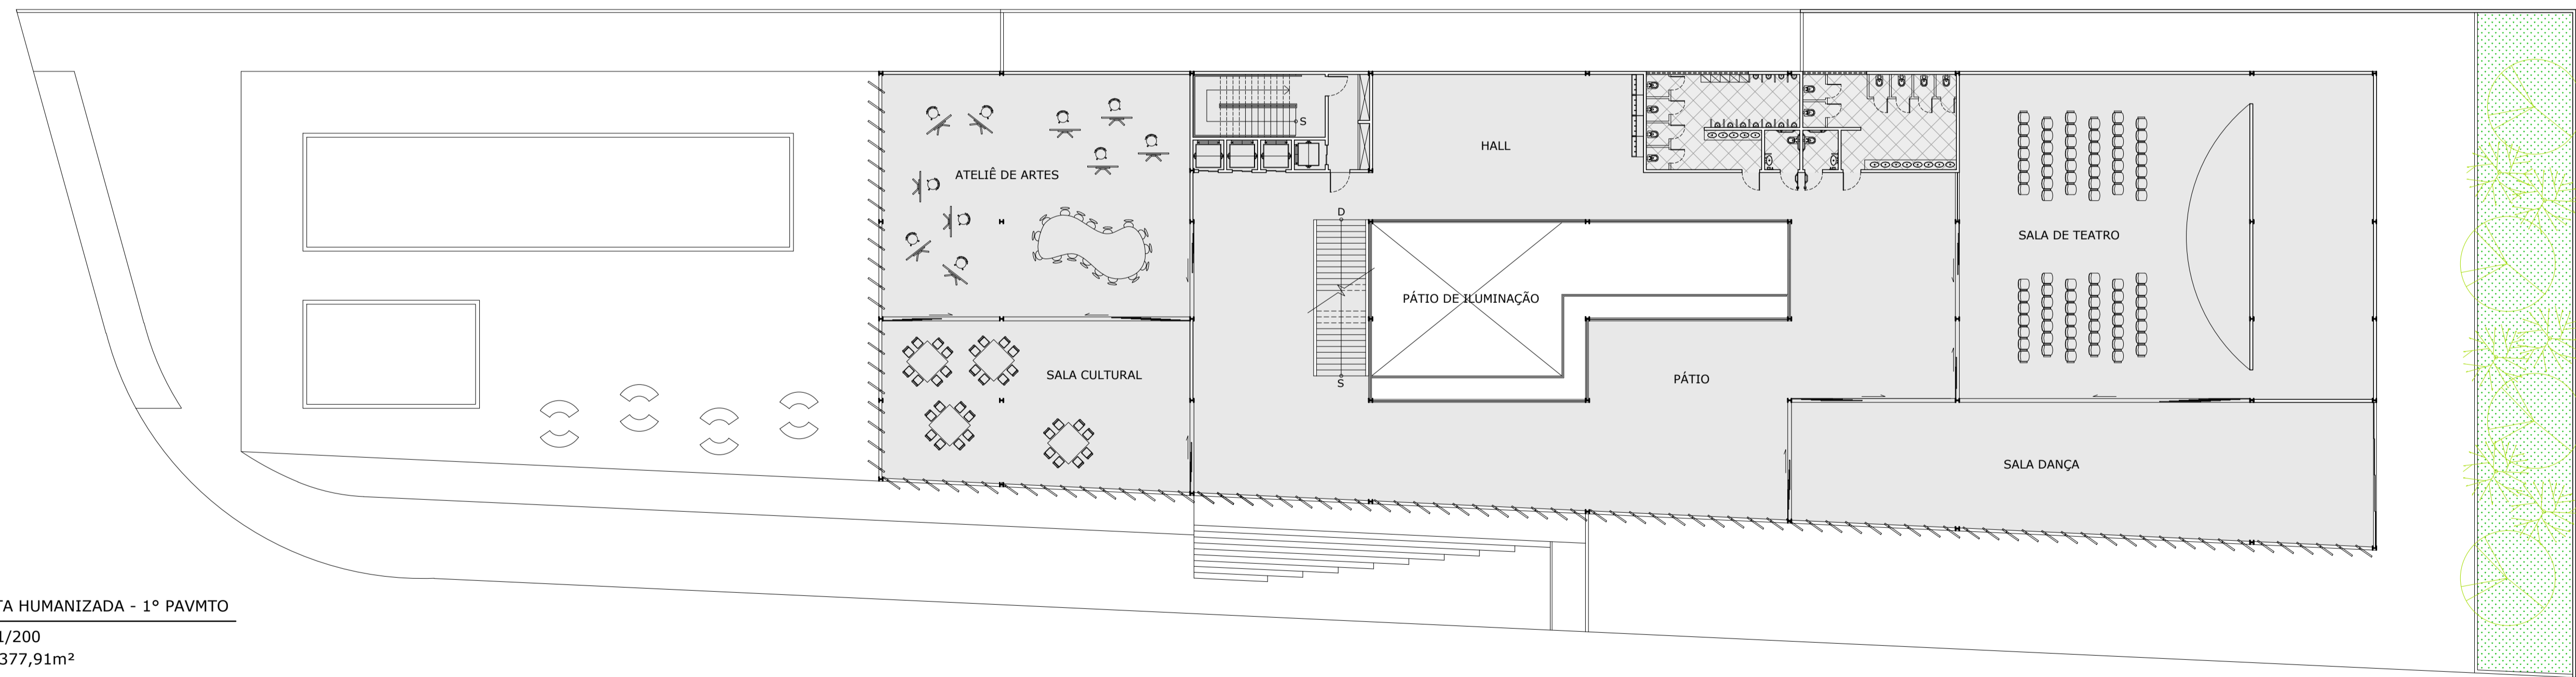 HALL
ATELIÊ DE ARTES
S
D
SALA DE TEATRO
PÁTIO DE ILUMINAÇÃO
SALA CULTURAL
PÁTIO
S
SALA DANÇA
TA HUMANIZADA - 1° PAVMTO
1/200
377,91m²